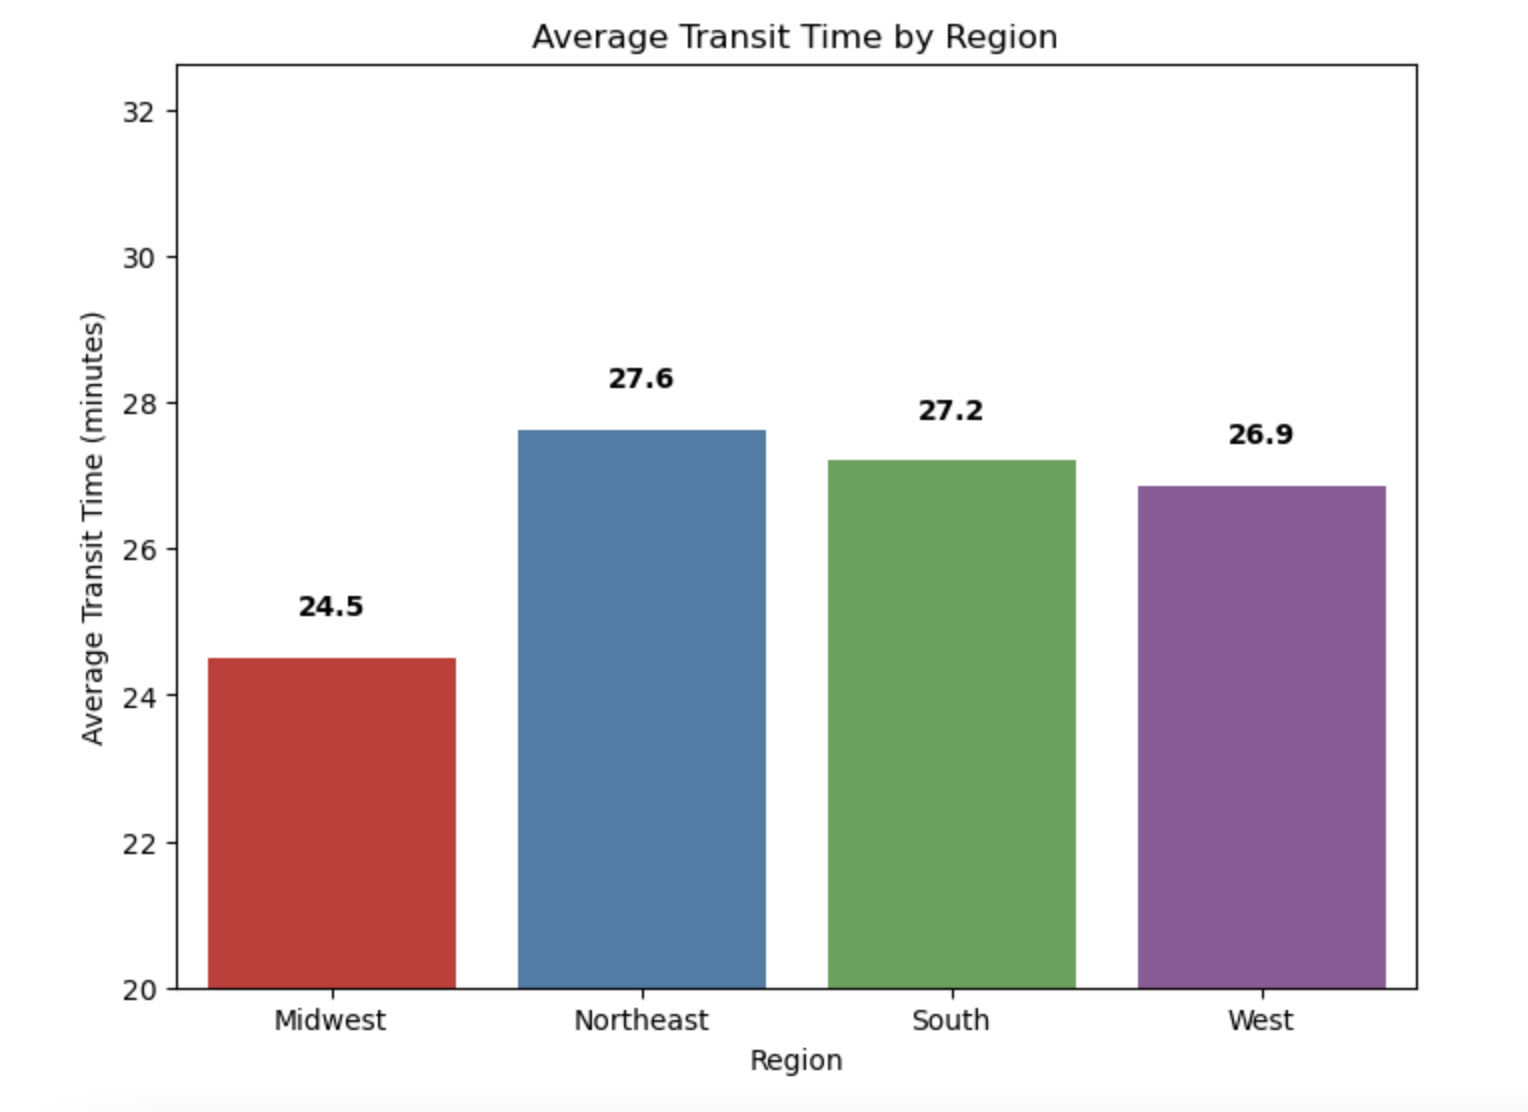 Average Transit Time by Region
Average Transit Time (minutes)
32
30
28
26
24
22
20
24.5
27.6
27.2
26.9
Midwest Northeast South West
Region